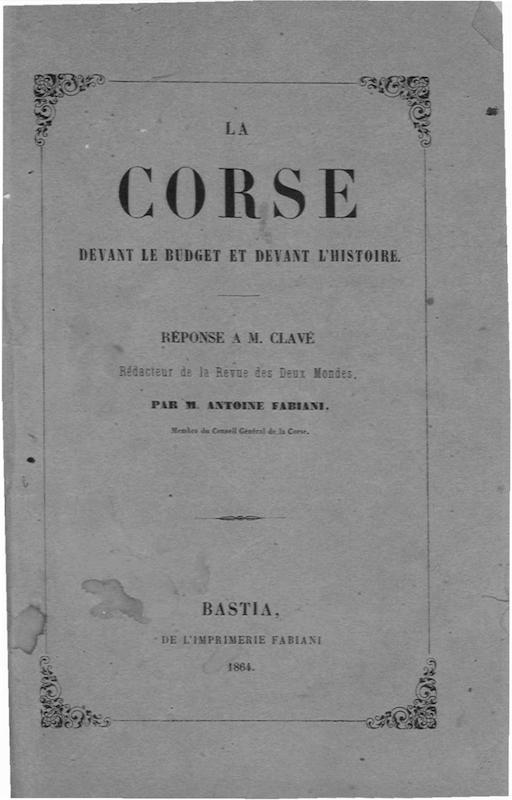 LA
CORSE
DEVANT LE BUDGET ET DEVANT L'HISTOIRE.
RÉPONSE A M. CLAVÉ
Rédacteur de la Revue des Deux Mondes,
PAR M. ANTOINE FABIANI,
Membre du Conseil Général de la Corse.
BASTIA,
DE L'IMPRIMERIE FABIANI
1864.